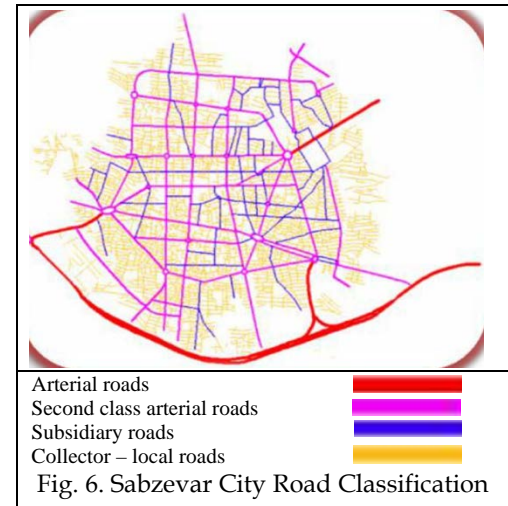 Arterial roads
Second class arterial roads
Subsidiary roads
Collector – local roads
Fig. 6. Sabzevar City Road Classification